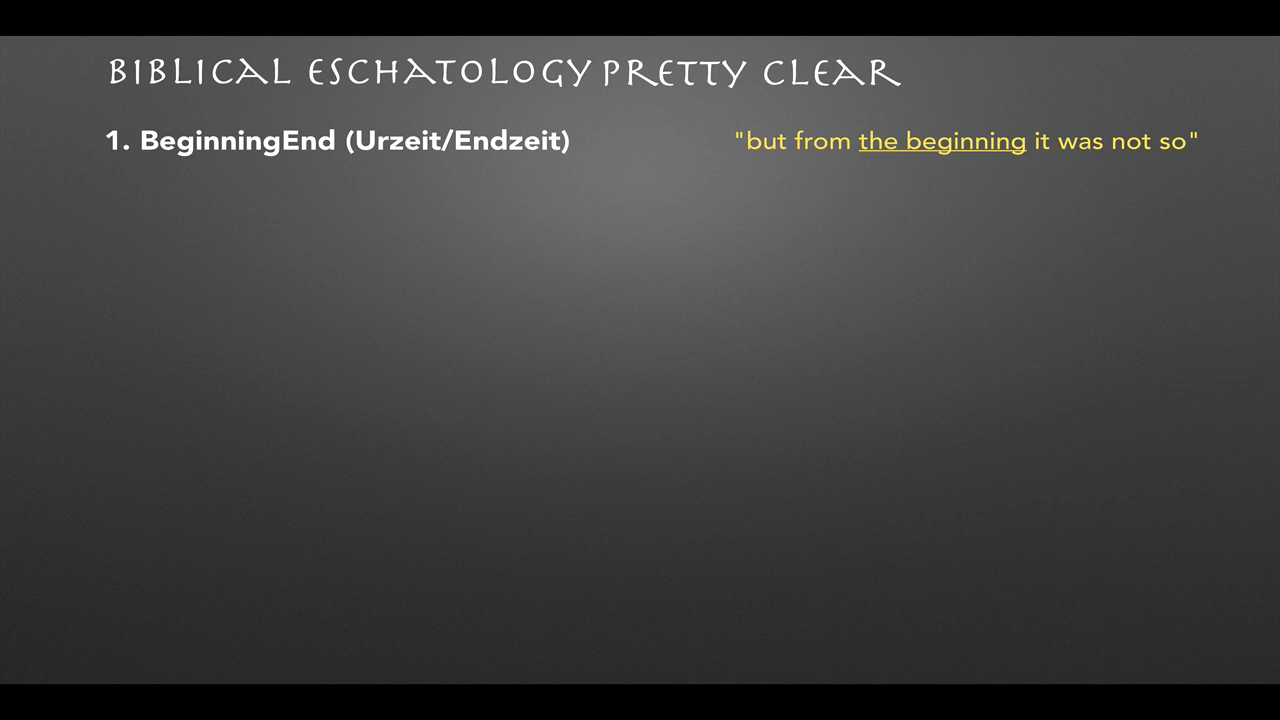 BIBLICAL ESCHATOLOGY PRETTY CLEAR
1. BeginningEnd (Urzeit/Endzeit) "but from the beginning it was not so"